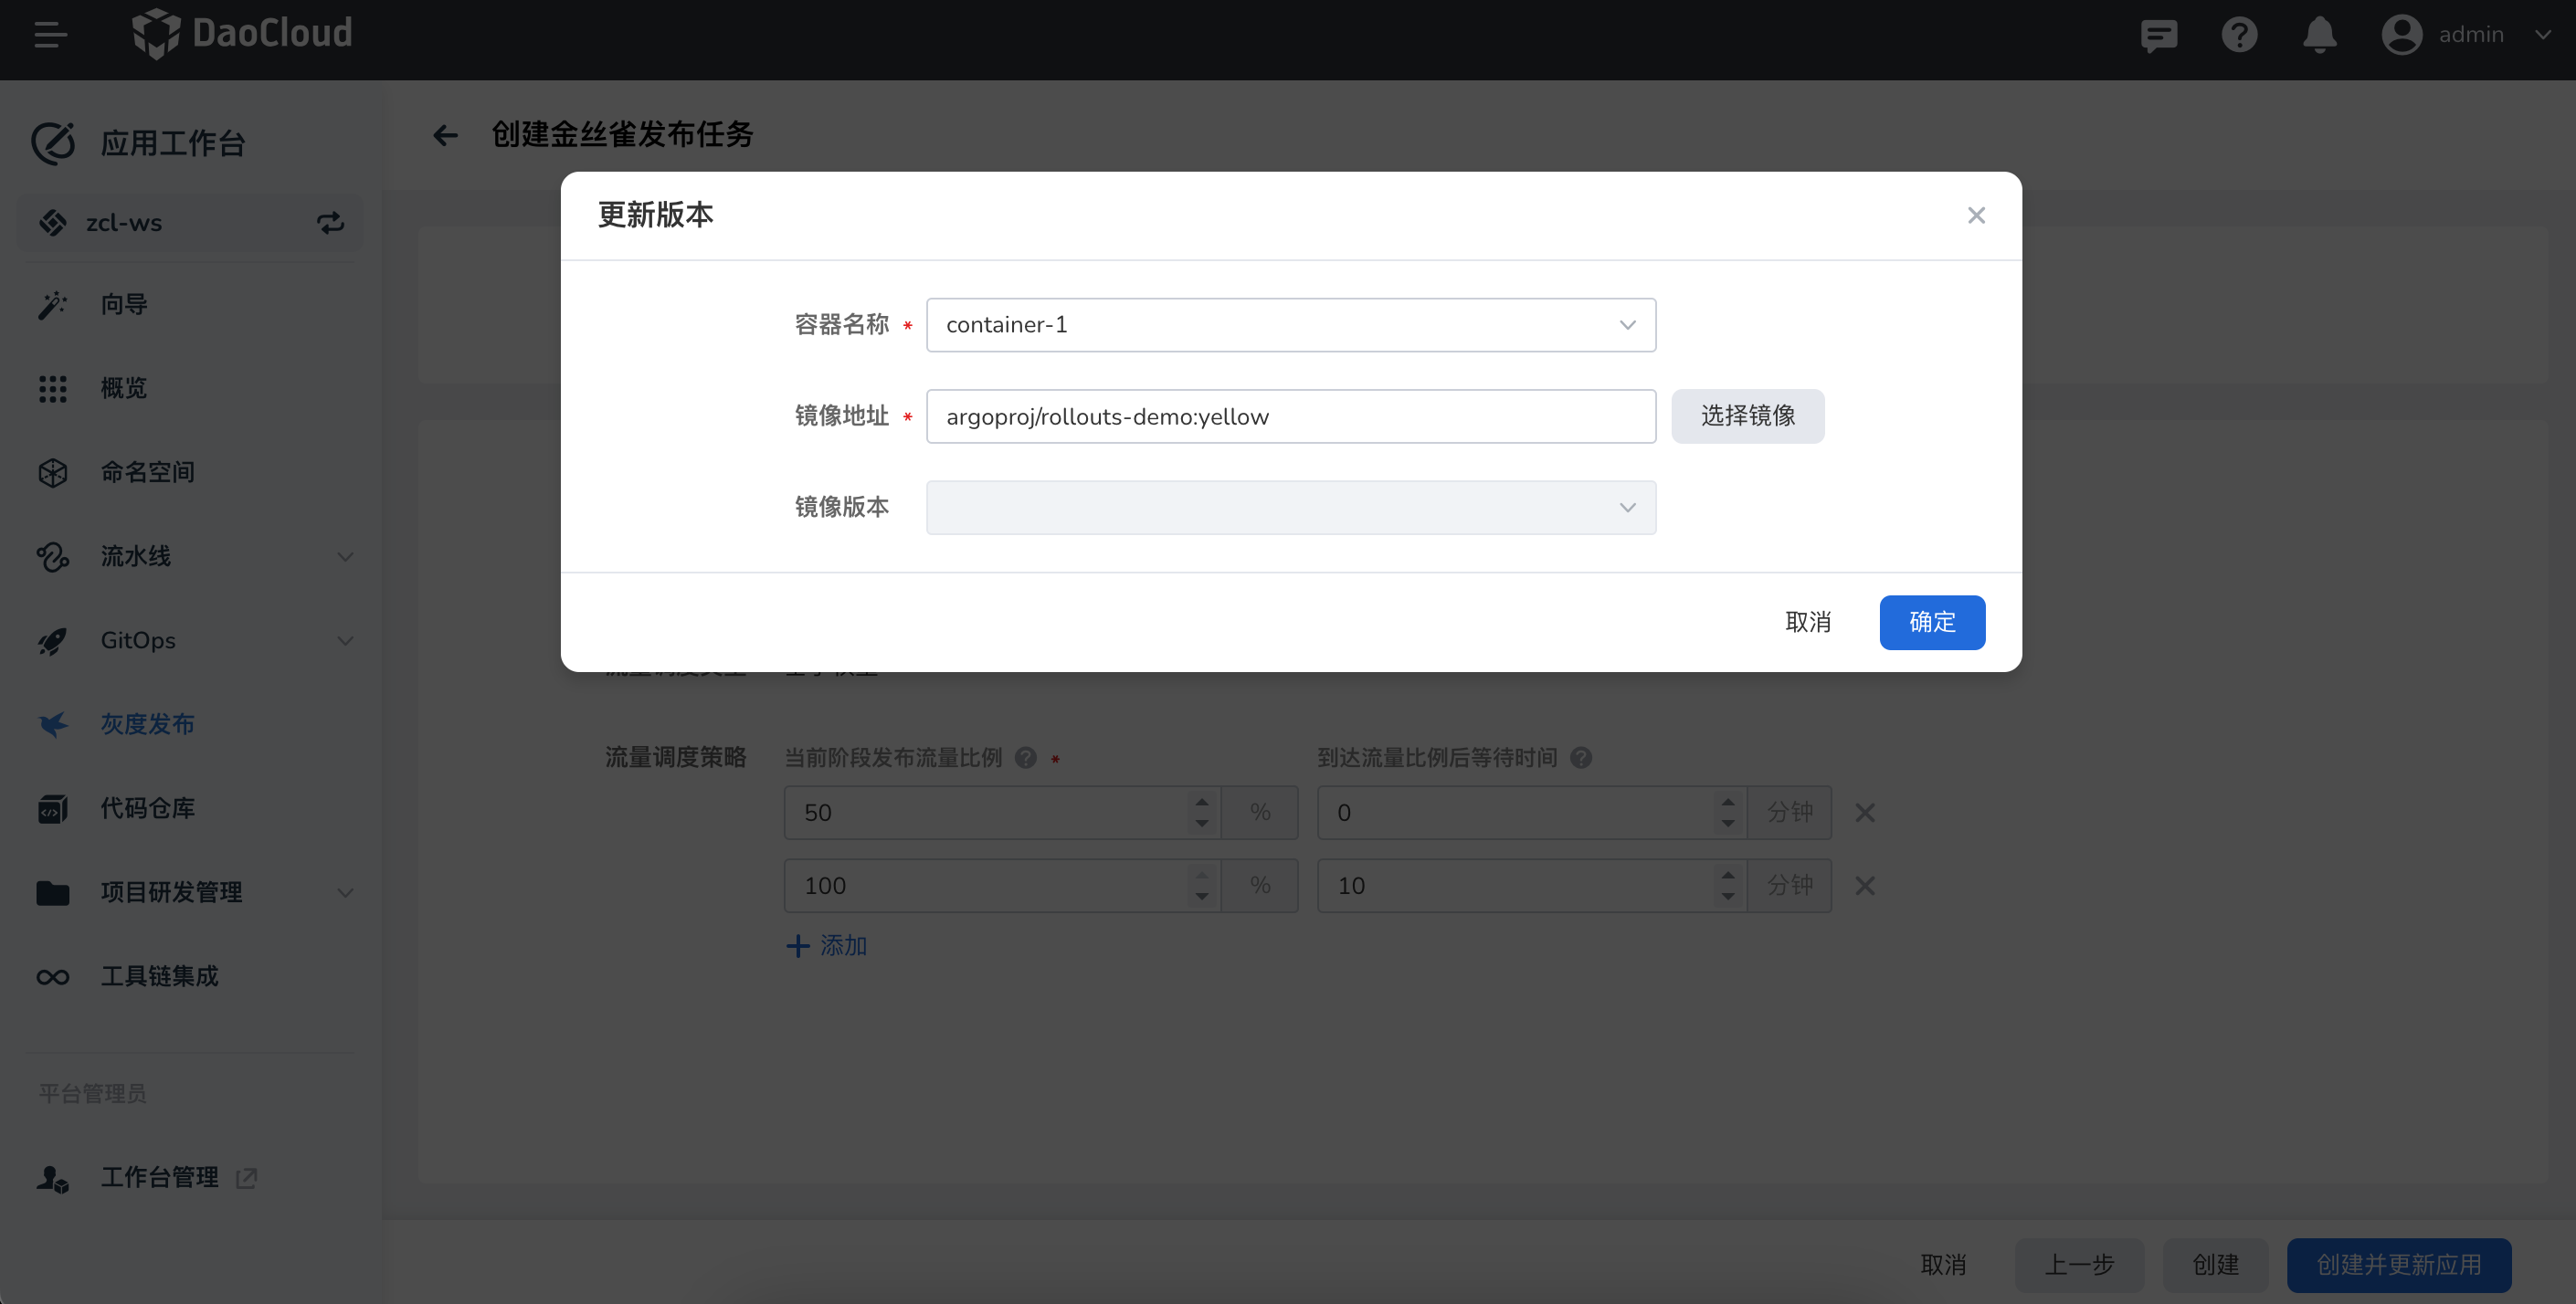 DaoCloud
admin
应用工作台
zcl-ws
向导
概览
命名空间
流水线
GitOps
灰度发布
代码仓库
项目研发管理
工具链集成
平台管理员
工作台管理
创建金丝雀发布任务
更新版本
容器名称 *
container-1
镜像地址 *
argoproj/rollouts-demo:yellow
选择镜像
镜像版本
取消
确定
流量调度策略
当前阶段发布流量比例 *
到达流量比例后等待时间
50 %
0 分钟
100 %
10 分钟
添加
取消
上一步
创建
创建并更新应用